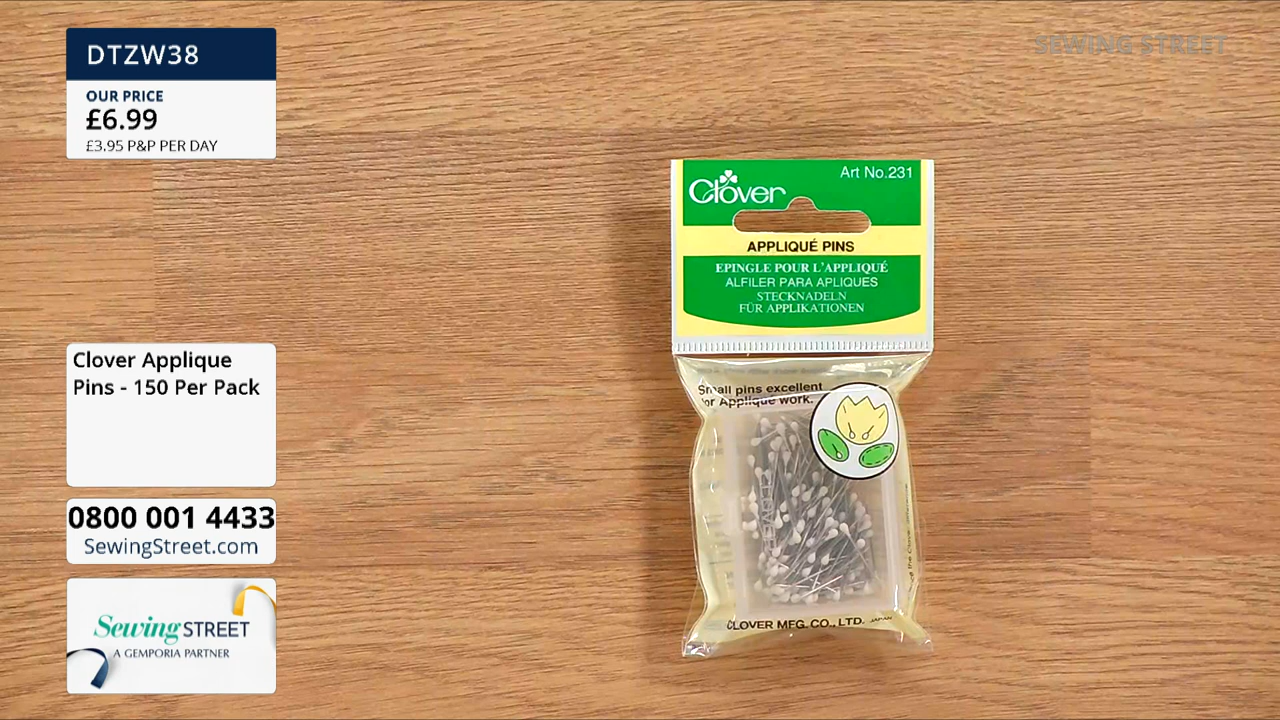 DTZW38
OUR PRICE
£6.99
£3.95 P&P PER DAY
Clover Applique
Pins - 150 Per Pack
0800 001 4433
SewingStreet.com
Sewing STREET
A GEMPORIA PARTNER
SEWING STREET
Art No.231
Clover
APPLIQUÉ PINS
EPINGLE POUR L'APPLIQUÉ
ALFILER PARA APLIQUES
STECKNADELN
FÜR APPLIKATIONEN
Small pins excellent
for Appliqué work.
CLOVER
CLOVER MFG. CO., LTD. JAPAN